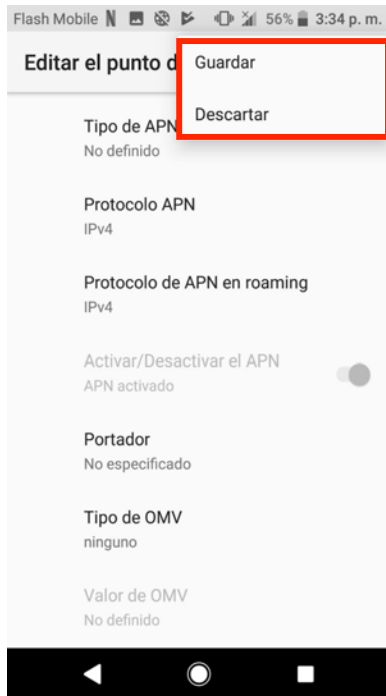 Flash Mobile N 56% 3:34 p. m.
Editar el punto d
Guardar
Descartar
Tipo de APN
No definido
Protocolo APN
IPv4
Protocolo de APN en roaming
IPv4
Activar/Desactivar el APN
APN activado
Portador
No especificado
Tipo de OMV
ninguno
Valor de OMV
No definido